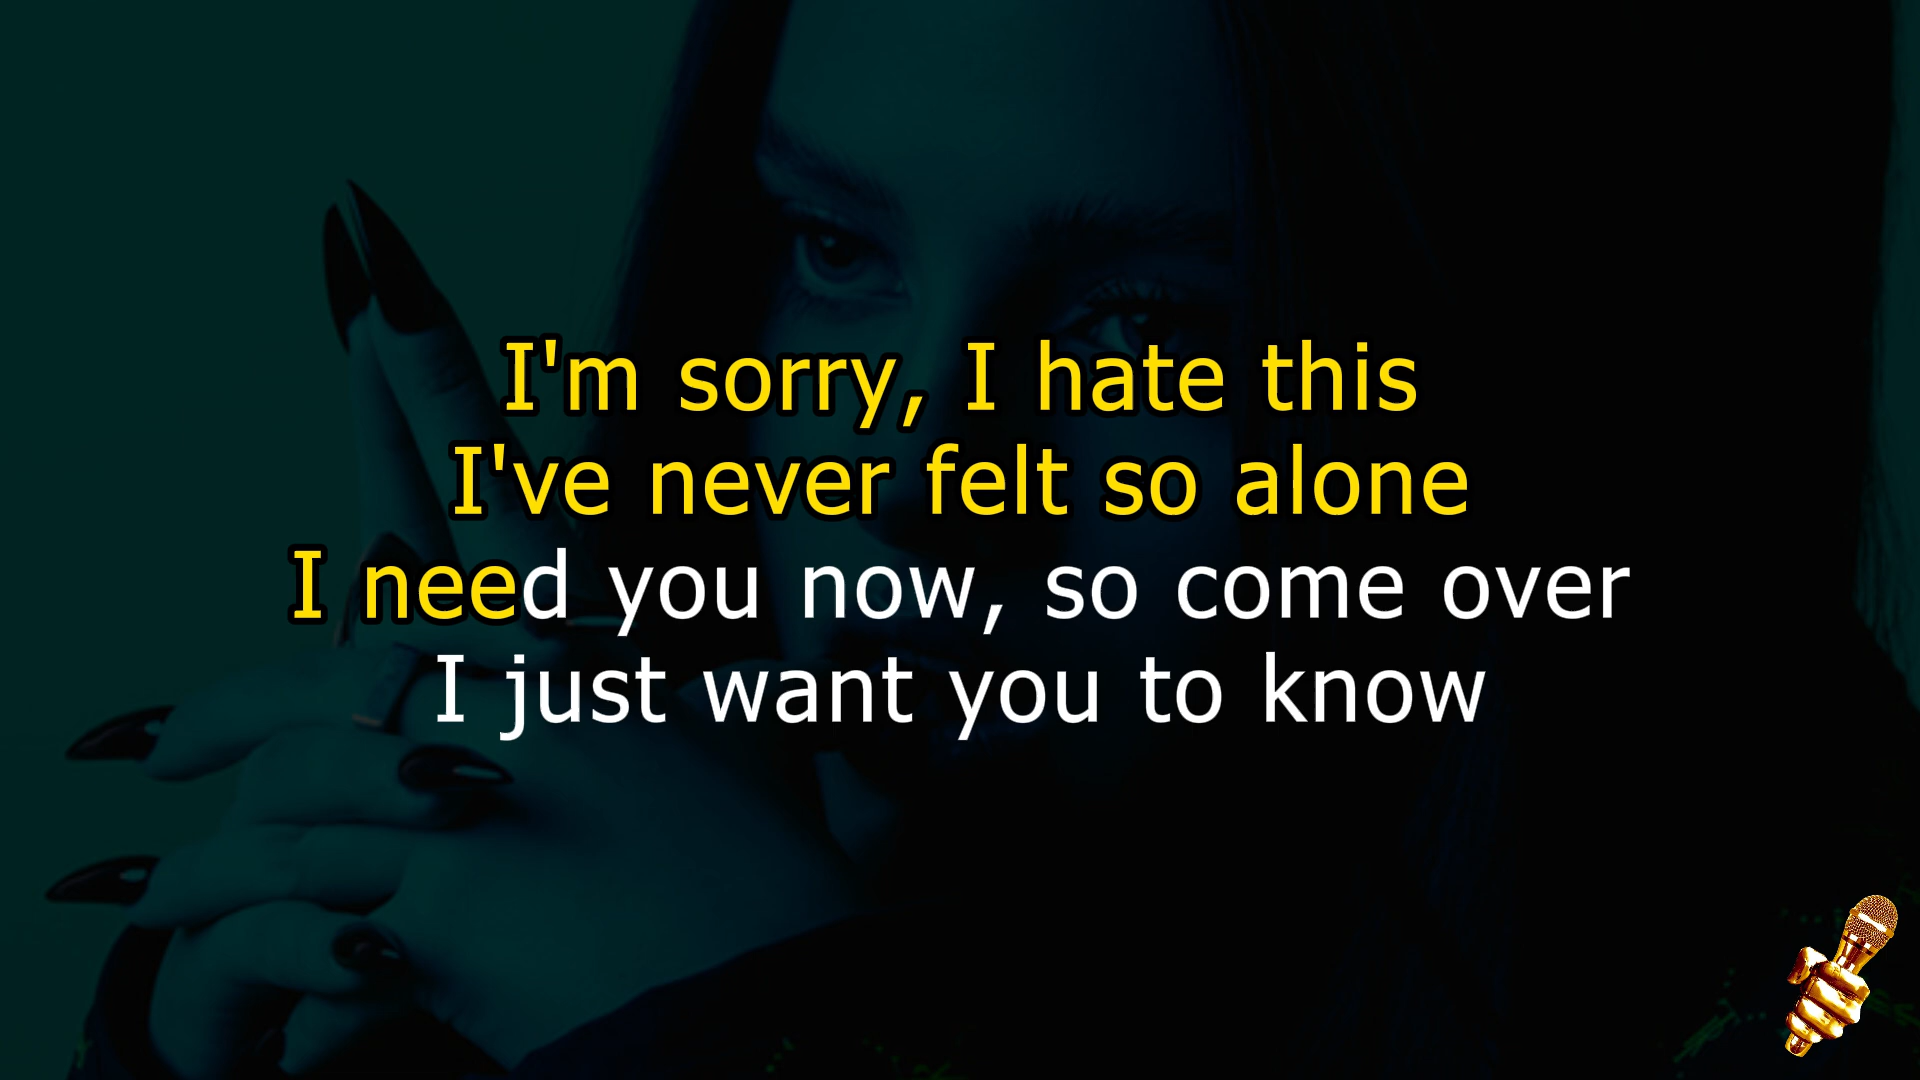 I'm sorry, I hate this
I've never felt so alone
I need you now, so come over
I just want you to know